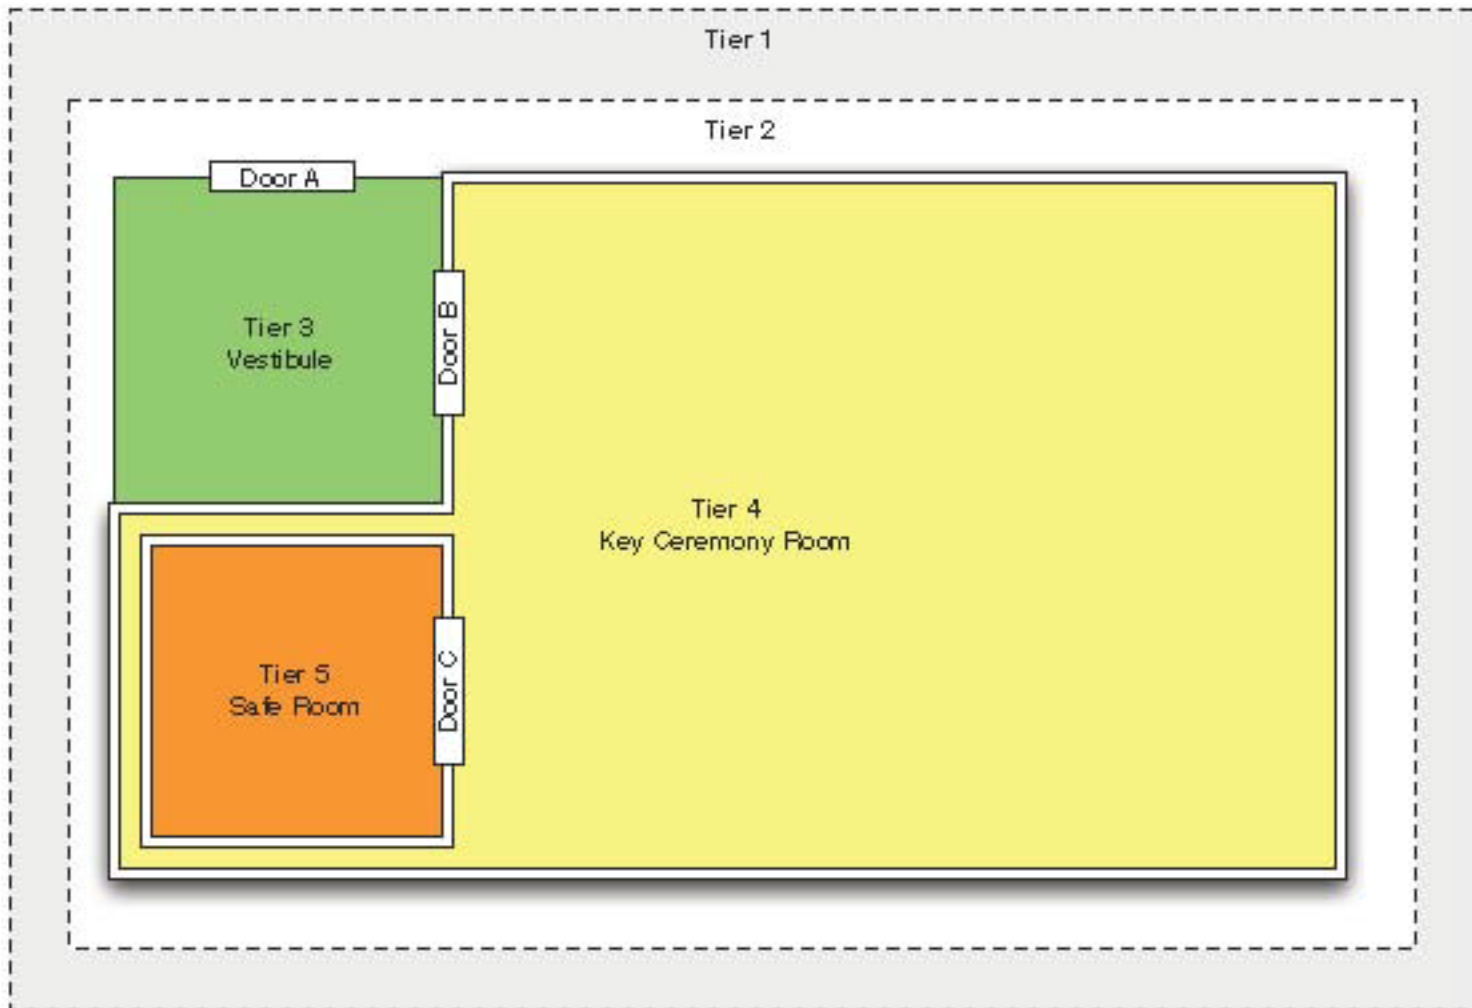 Tier 1
Tier 2
Door A
Tier 3
Vestibule
Door B
Tier 4
Key Ceremony Room
Tier 5
Safe Room
Door C